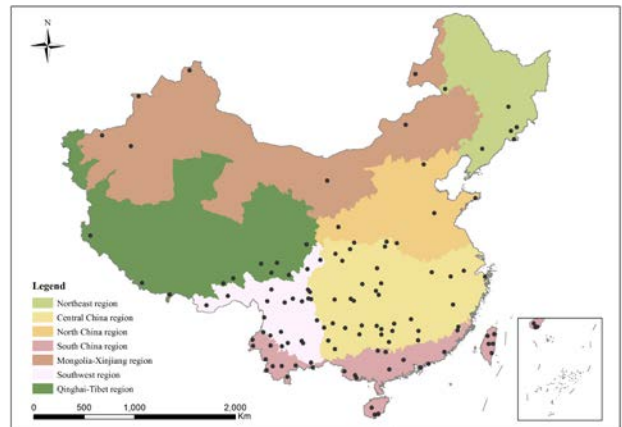 N
Legend
Northeast region
Central China region
North China region
South China region
Mongolia-Xinjiang region
Southwest region
Qinghai-Tibet region
0 500 1,000 2,000
Km